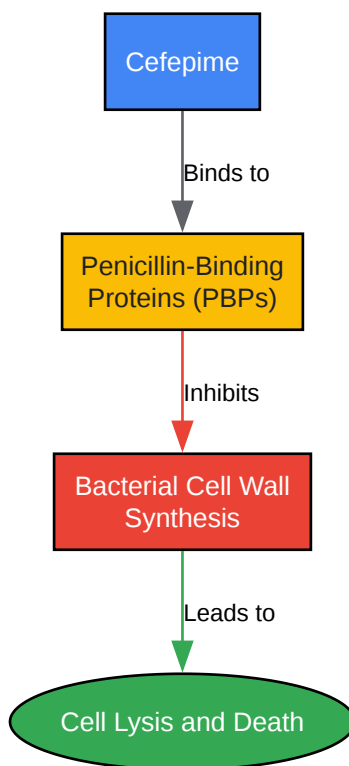 Cefepime
Binds to
Penicillin-Binding
Proteins (PBPs)
Inhibits
Bacterial Cell Wall
Synthesis
Leads to
Cell Lysis and Death